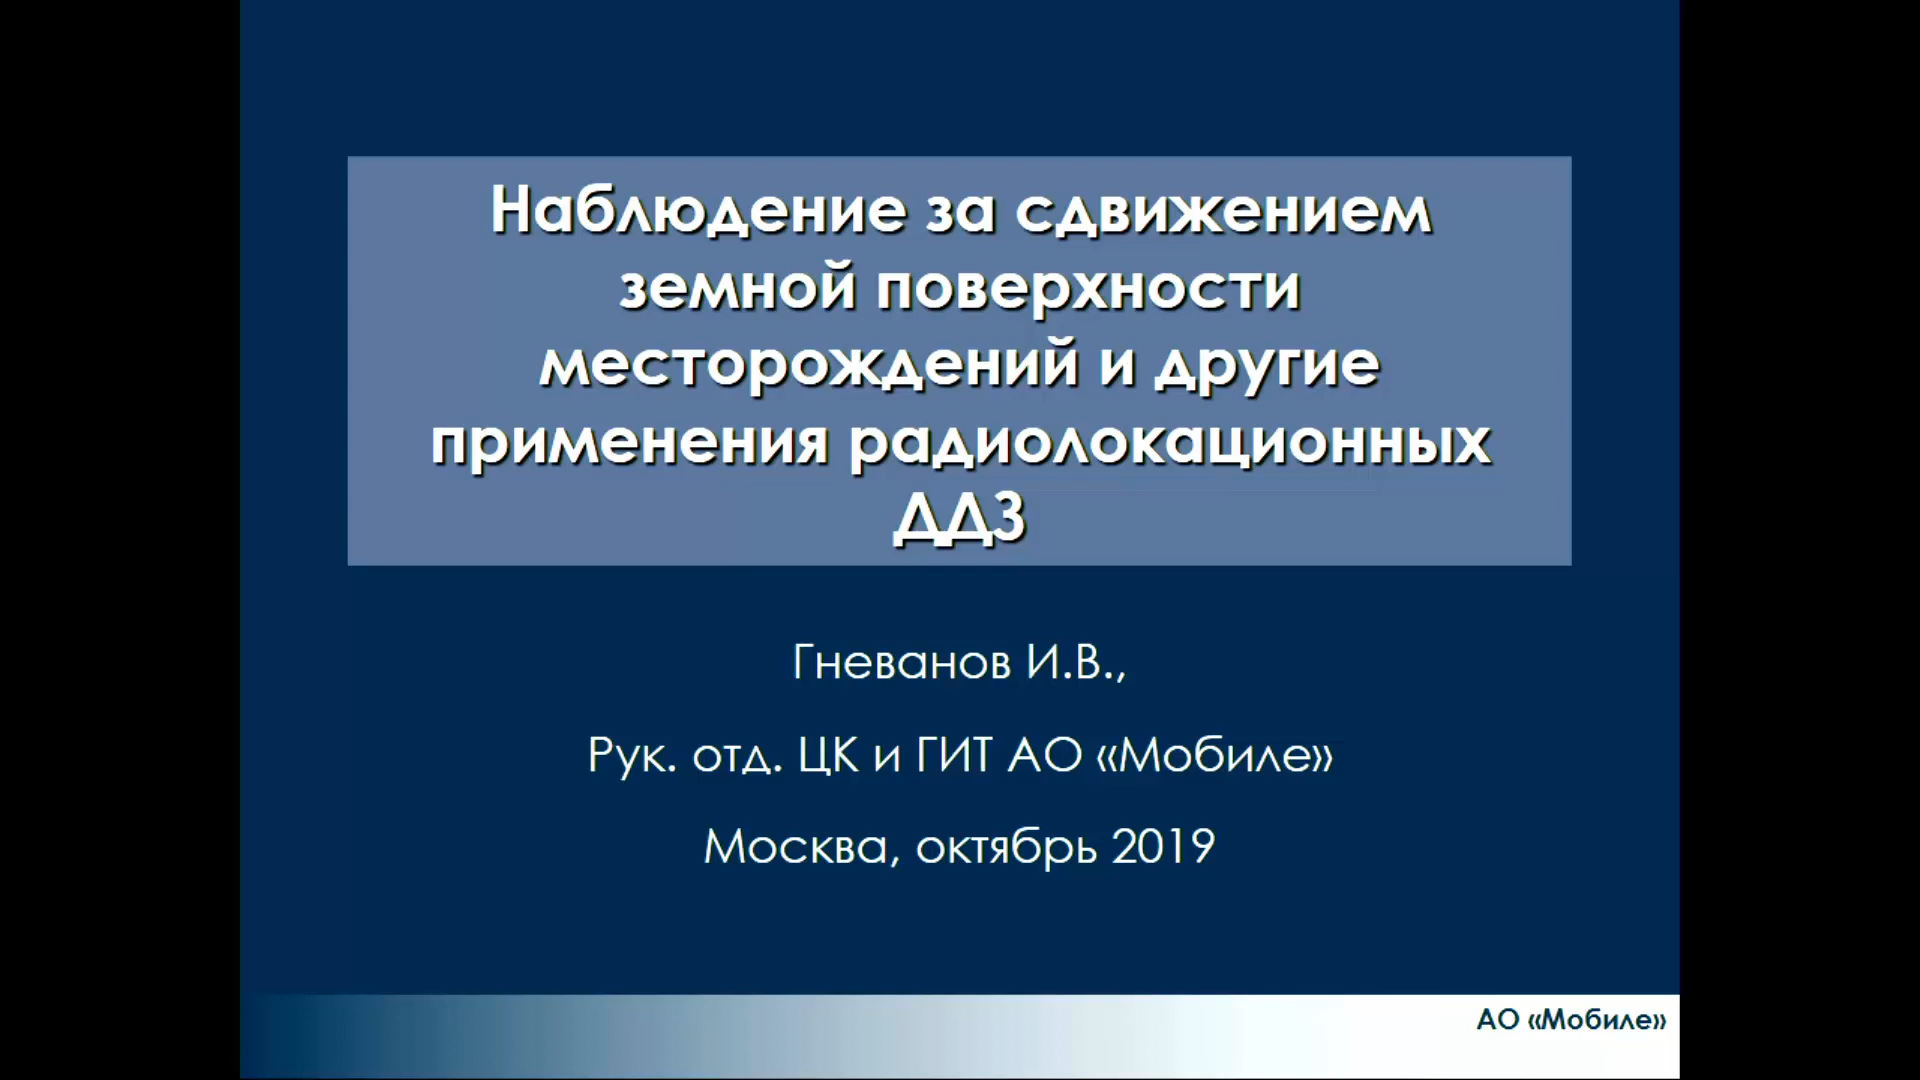 Наблюдение за сдвижением
земной поверхности
месторождений и другие
применения радиолокационных
ДДЗ
Гневанов И.В.,
Рук. отд. ЦК и ГИТ АО «Мобиле»
Москва, октябрь 2019
АО «Мобиле»